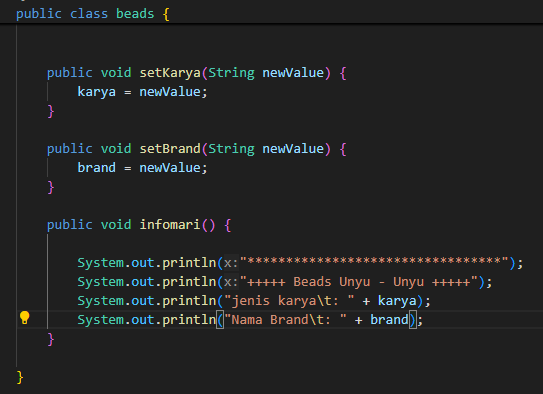 public class beads {
public void setKarya(String newValue) {
karya = newValue;
}
public void setBrand(String newValue) {
brand = newValue;
}
public void infomari() {
System.out.println(x:"*********************************");
System.out.println(x:"+++++ Beads Unyu - Unyu +++++");
System.out.println("jenis karya\t: " + karya);
System.out.println("Nama Brand\t: " + brand);
}
}